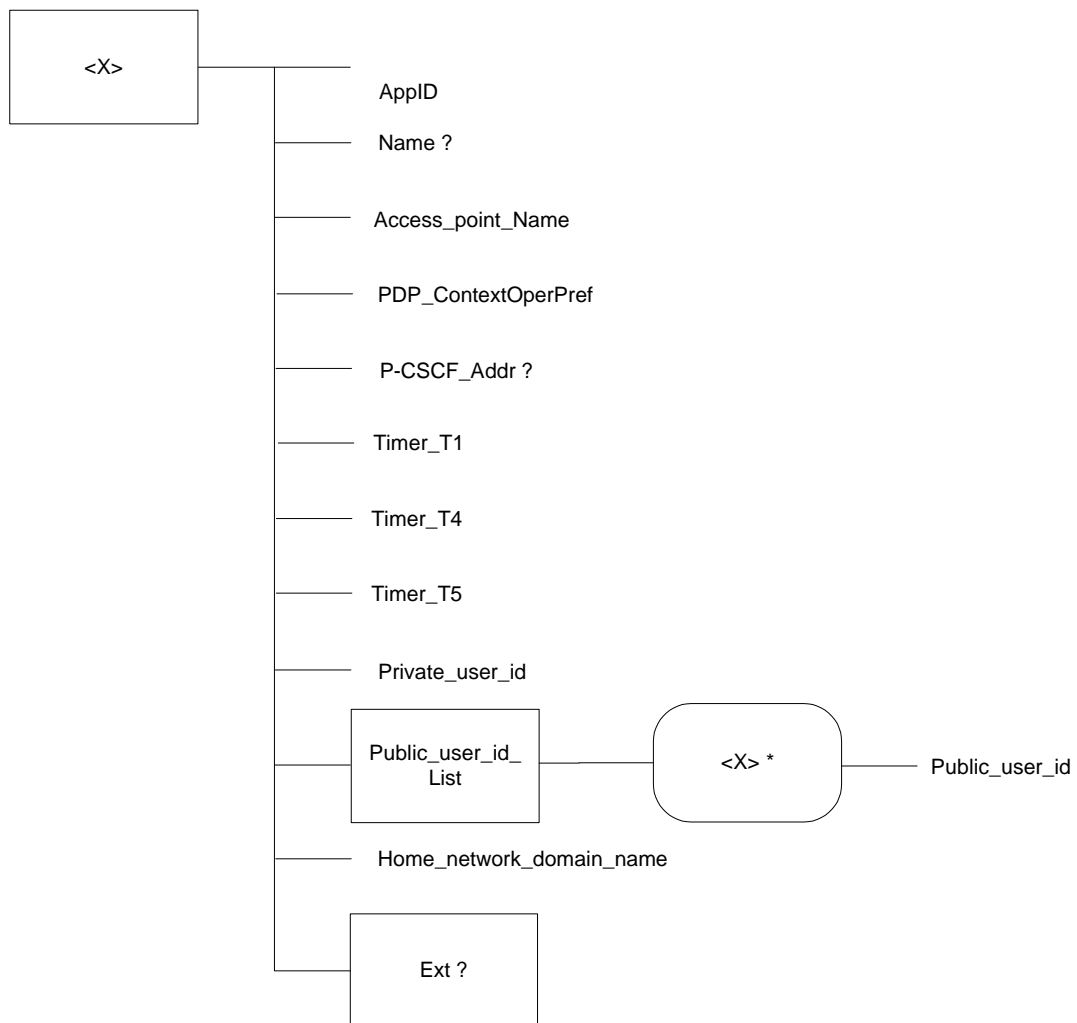 <X>
AppID
Name ?
Access_point_Name
PDP_ContextOperPref
P-CSCF_Addr ?
Timer_T1
Timer_T4
Timer_T5
Private_user_id
Public_user_id_
List
<X> *
Public_user_id
Home_network_domain_name
Ext ?